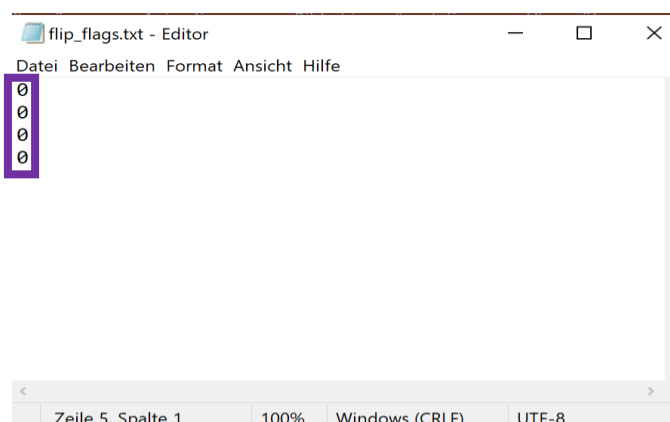 flip_flags.txt - Editor
Datei Bearbeiten Format Ansicht Hilfe
0
0
0
0
Zeile 5, Spalte 1 100% Windows (CRLF) UTF-8